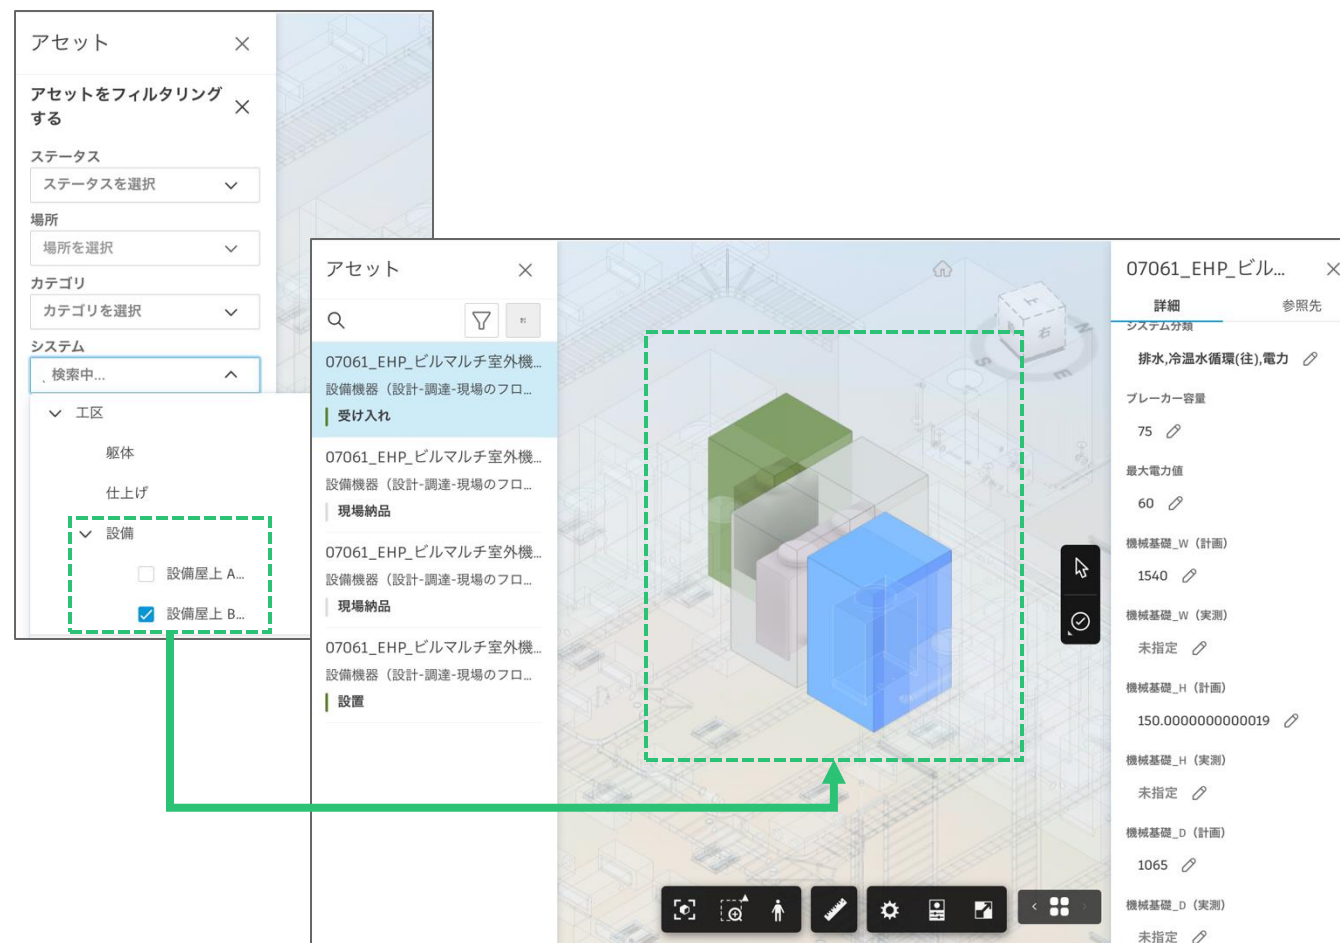 アセット
アセットをフィルタリング
する
ステータス
ステータスを選択
場所
場所を選択
カテゴリ
カテゴリを選択
システム
検索中...
工区
躯体
仕上げ
設備
設備屋上 A...
設備屋上 B...
アセット
07061_EHP_ビルマルチ室外機...
設備機器（設計-調達-現場のフロ...
受け入れ
07061_EHP_ビルマルチ室外機...
設備機器（設計-調達-現場のフロ...
現場納品
07061_EHP_ビルマルチ室外機...
設備機器（設計-調達-現場のフロ...
現場納品
07061_EHP_ビルマルチ室外機...
設備機器（設計-調達-現場のフロ...
設置
上
右
N
S
E
07061_EHP_ビル...
詳細
参照先
システム分類
排水,冷温水循環(往),電力
ブレーカー容量
75
最大電力値
60
機械基礎_W（計画）
1540
機械基礎_W（実測）
未指定
機械基礎_H（計画）
150.0000000000019
機械基礎_H（実測）
未指定
機械基礎_D（計画）
1065
機械基礎_D（実測）
未指定